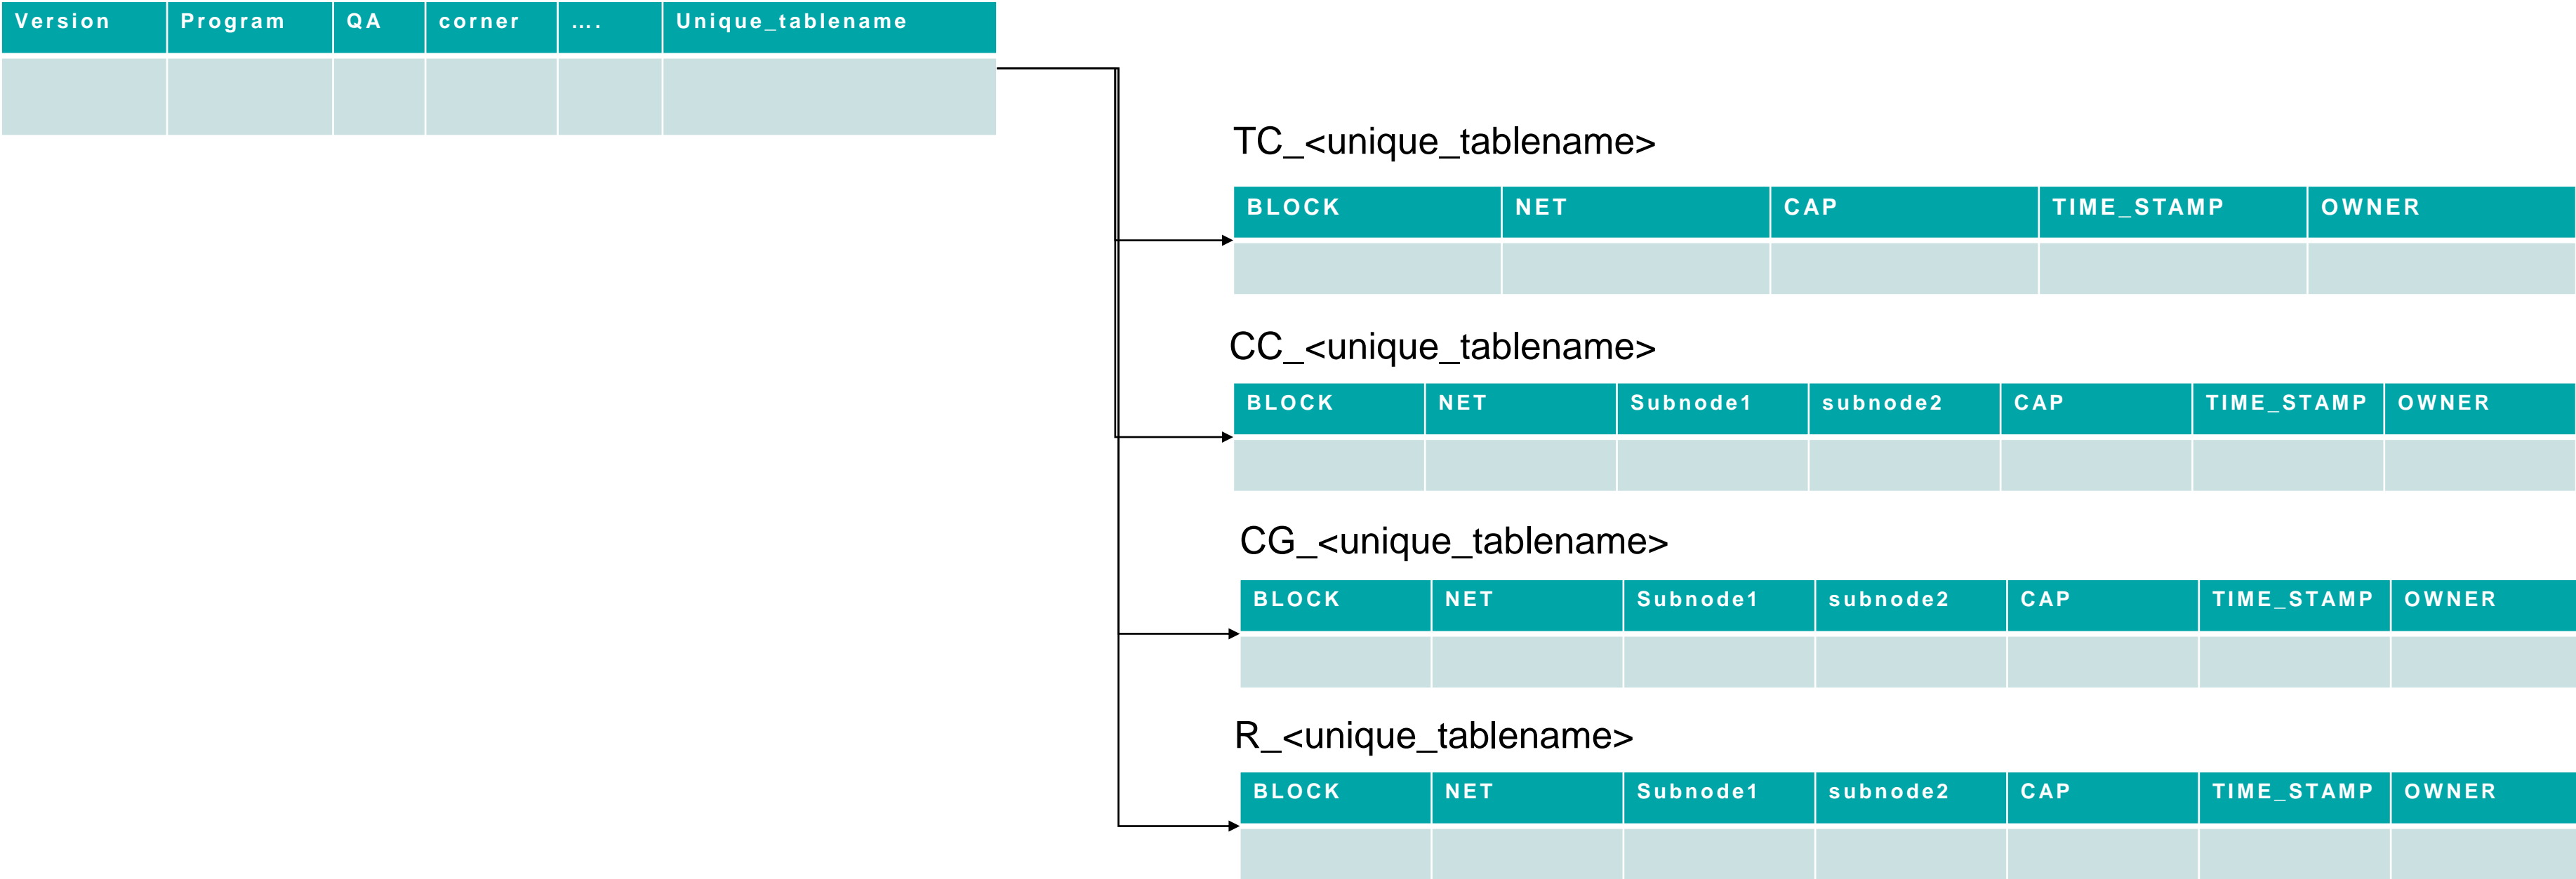 Version Program QA corner .... Unique_tablename
TC_<unique_tablename>
BLOCK NET CAP TIME_STAMP OWNER
CC_<unique_tablename>
BLOCK NET Subnode1 subnode2 CAP TIME_STAMP OWNER
CG_<unique_tablename>
BLOCK NET Subnode1 subnode2 CAP TIME_STAMP OWNER
R_<unique_tablename>
BLOCK NET Subnode1 subnode2 CAP TIME_STAMP OWNER